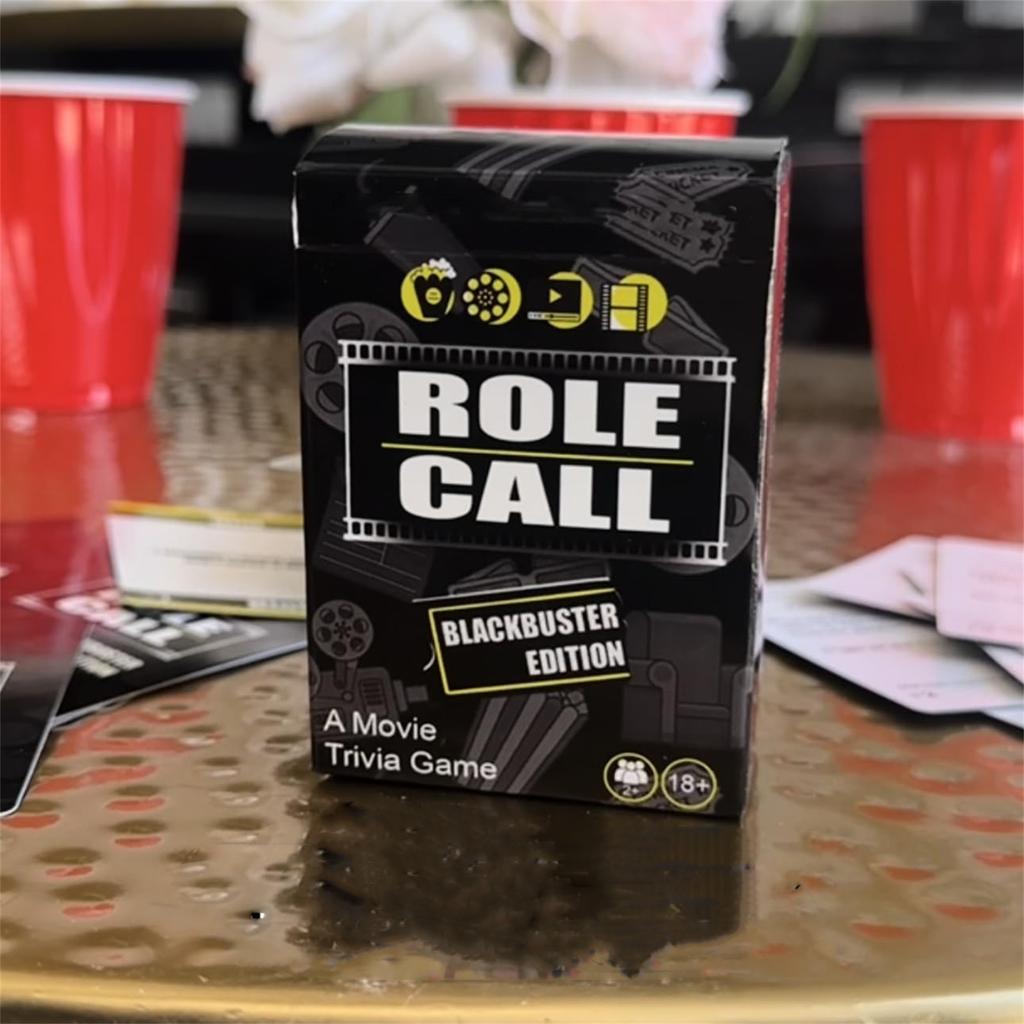 ROLE
CALL
BLACKBUSTER
EDITION
A Movie
Trivia Game
2+
18+